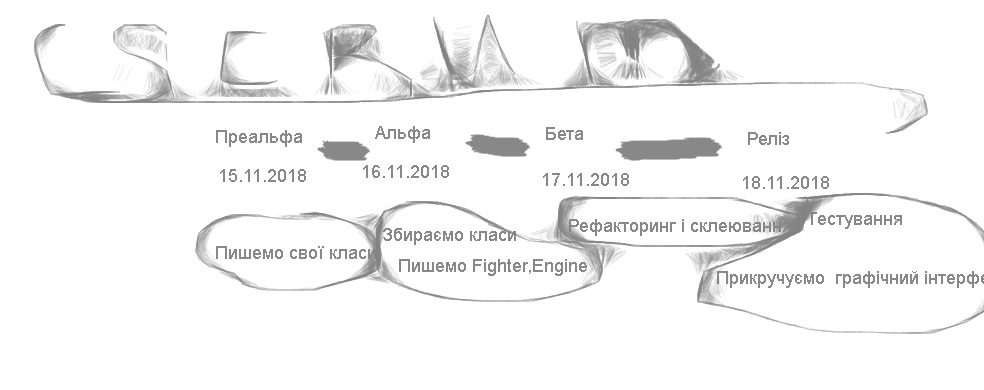 CSCRUM
Преальфа
Альфа
Бета
Реліз
15.11.2018
16.11.2018
17.11.2018
18.11.2018
Пишемо свої класи
Збираємо класи
Пишемо Fighter,Engine
Рефакторинг і склеювання
Тестування
Прикручуємо графічний інтерфе